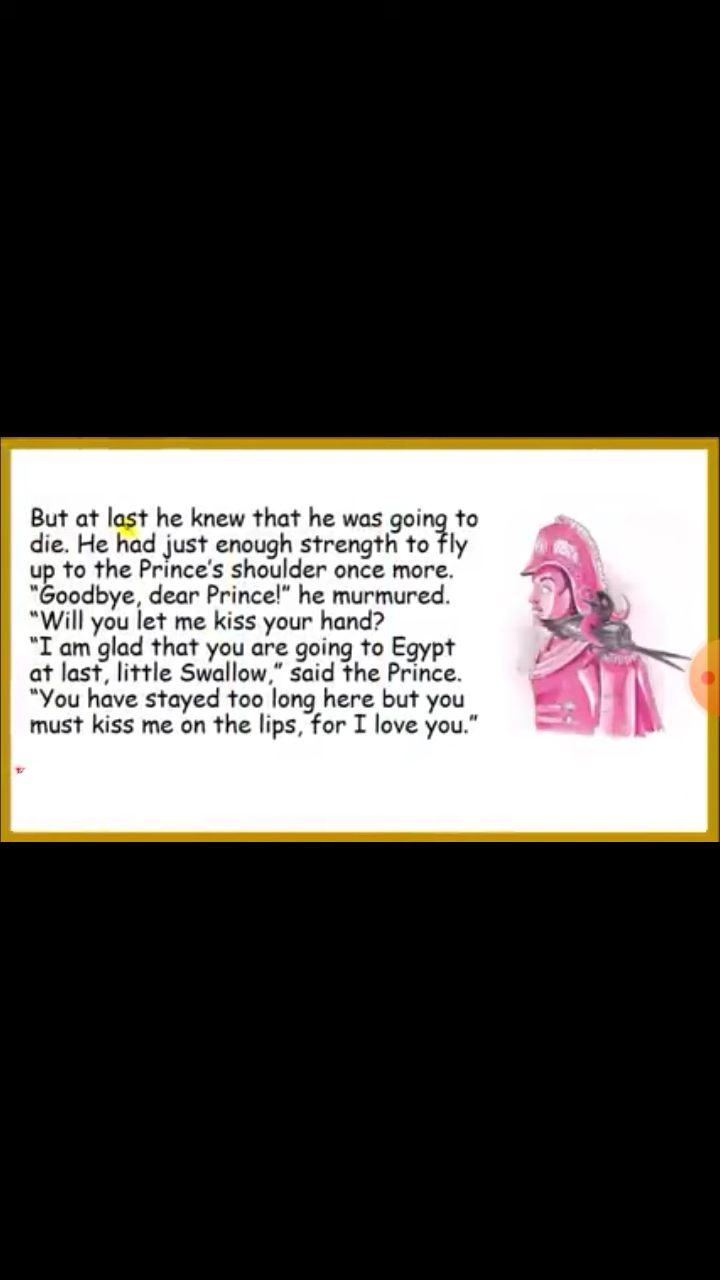 But at last he knew that he was going to
die. He had just enough strength to fly
up to the Prince's shoulder once more.
"Goodbye, dear Prince!" he murmured.
"Will you let me kiss your hand?
"I am glad that you are going to Egypt
at last, little Swallow," said the Prince.
"You have stayed too long here but you
must kiss me on the lips, for I love you."